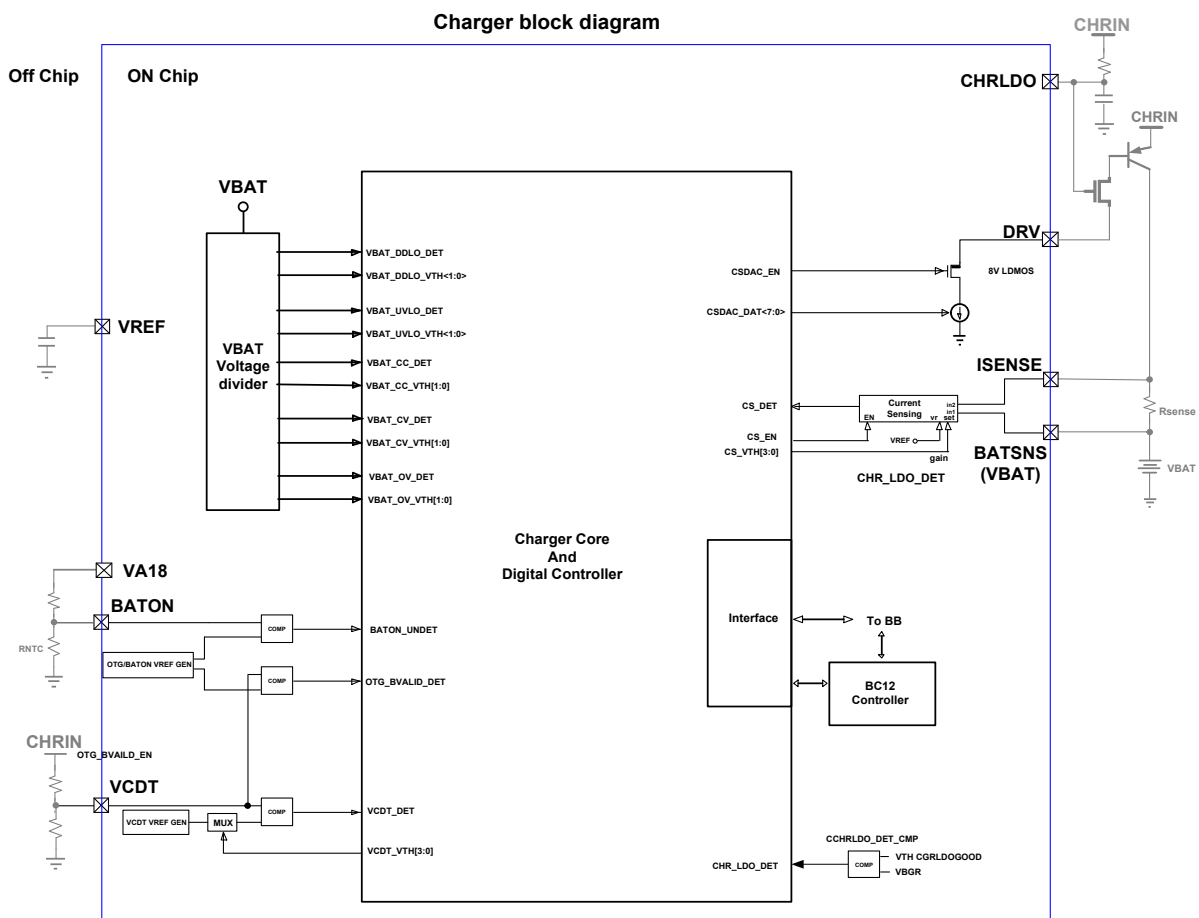 Charger block diagram
Off Chip
ON Chip
CHRIN
CHRLDO
CHRIN
VBAT
DRV
VBAT_DDLO_DET
VBAT_DDLO_VTH<1:0>
VBAT_UVLO_DET
VBAT_UVLO_VTH<1:0>
VBAT_CC_DET
VBAT_CC_VTH[1:0]
VBAT_CV_DET
VBAT_CV_VTH[1:0]
VBAT_OV_DET
VBAT_OV_VTH[1:0]
VBAT
Voltage
divider
VREF
CSDAC_EN
8V LDMOS
CSDAC_DAT<7:0>
ISENSE
CS_DET
Current
Sensing
in2
in1
EN
vr
set
CS_EN
VREF
CS_VTH[3:0]
gain
CHR_LDO_DET
BATSNS
(VBAT)
Rsense
VBAT
Charger Core
And
Digital Controller
VA18
BATON
RNTC
COMP
BATON_UNDET
OTG/BATON VREF GEN
COMP
OTG_BVALID_DET
Interface
To BB
BC12
Controller
CHRIN
OTG_BVAILD_EN
VCDT
COMP
VCDT_DET
VCDT VREF GEN
MUX
VCDT_VTH[3:0]
CCHRLDO_DET_CMP
CHR_LDO_DET
COMP
VTH CGRLDOGOOD
VBGR